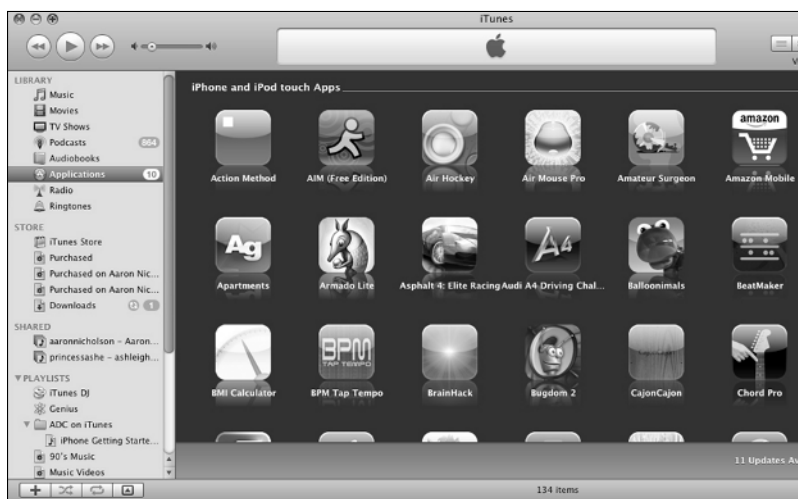 iTunes
V
LIBRARY
Music
Movies
TV Shows
Podcasts 864
Audiobooks
Applications 10
Radio
Ringtones
STORE
iTunes Store
Purchased
Purchased on Aaron Nic...
Purchased on Aaron Nic...
Downloads 1
SHARED
aaronnicholson – Aaron...
princessashe – ashleigh...
PLAYLISTS
iTunes DJ
Genius
ADC on iTunes
iPhone Getting Starte...
90's Music
Music Videos
iPhone and iPod touch Apps
amazon
Action Method AIM (Free Edition) Air Hockey Air Mouse Pro Amateur Surgeon Amazon Mobile
Ag A4
Apartments Armado Lite Asphalt 4: Elite Racing Audi A4 Driving Chal... Balloonimals BeatMaker
BPM
TAP TEMPO
BMI Calculator BPM Tap Tempo BrainHack Bugdom 2 CajonCajon Chord Pro
11 Updates Av
134 items